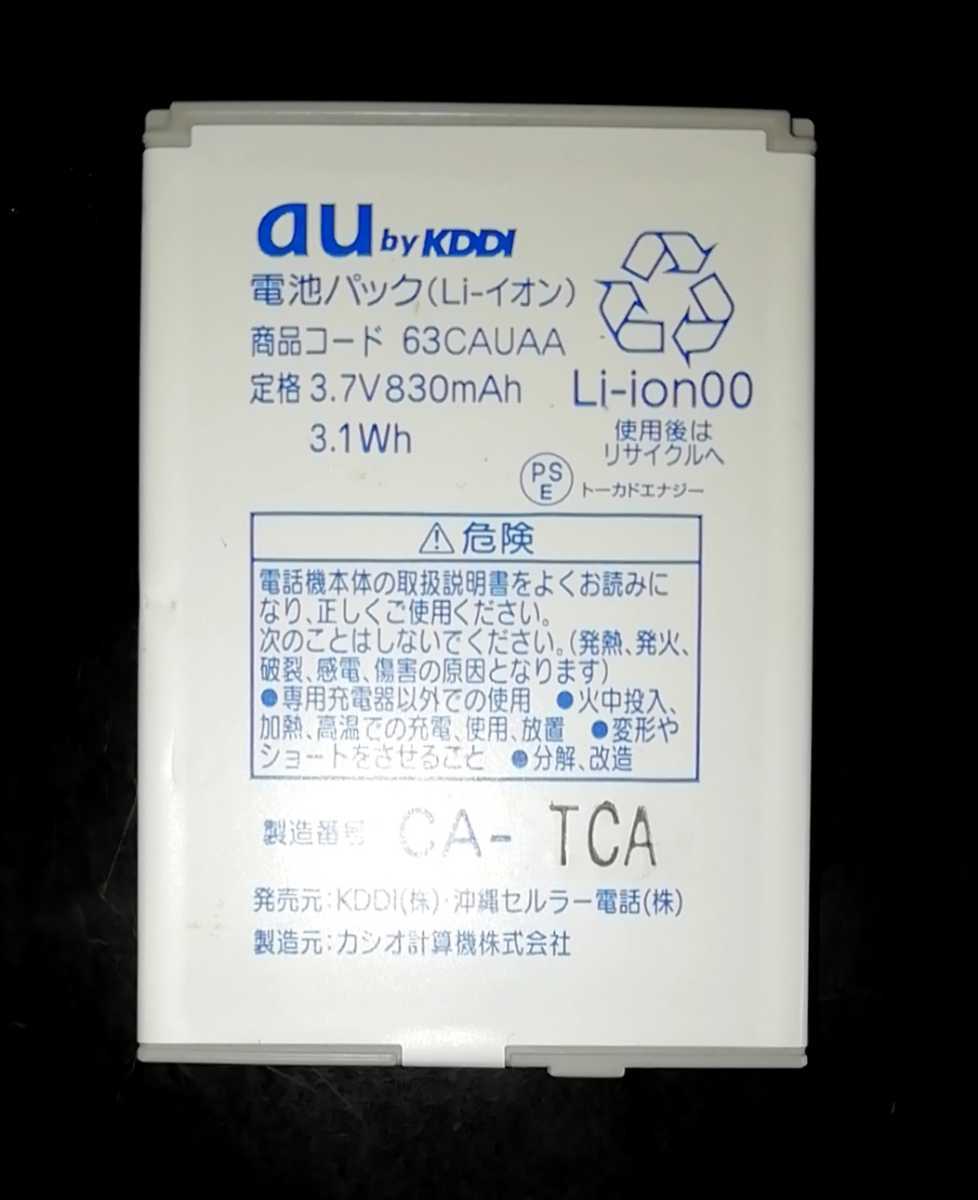 au by KDDI
電池パック(Li-イオン)
商品コード 63CAUAA
定格 3.7V 830mAh
3.1Wh
Li-ion00
使用後は
リサイクルへ
PS
E
トーカドエナジー
⚠危険
電話機本体の取扱説明書をよくお読みに
なり、正しくご使用ください。
次のことはしないでください。(発熱、発火、
破裂、感電、傷害の原因となります)
●専用充電器以外での使用 ●火中投入、
加熱、高温での充電、使用、放置 ●変形や
ショートをさせること ●分解、改造
製造番号 CA- TCA
発売元:KDDI(株)・沖縄セルラー電話(株)
製造元:カシオ計算機株式会社